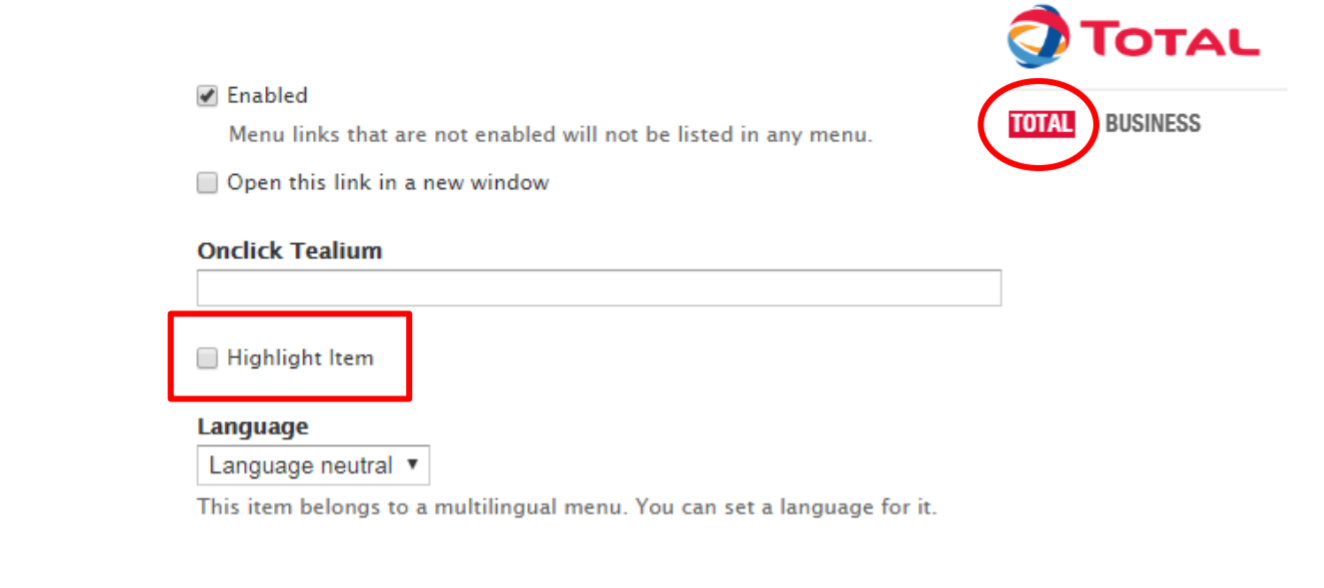 TOTAL
Enabled
TOTAL BUSINESS
Menu links that are not enabled will not be listed in any menu.
Open this link in a new window
Onclick Tealium
Highlight Item
Language
Language neutral
This item belongs to a multilingual menu. You can set a language for it.